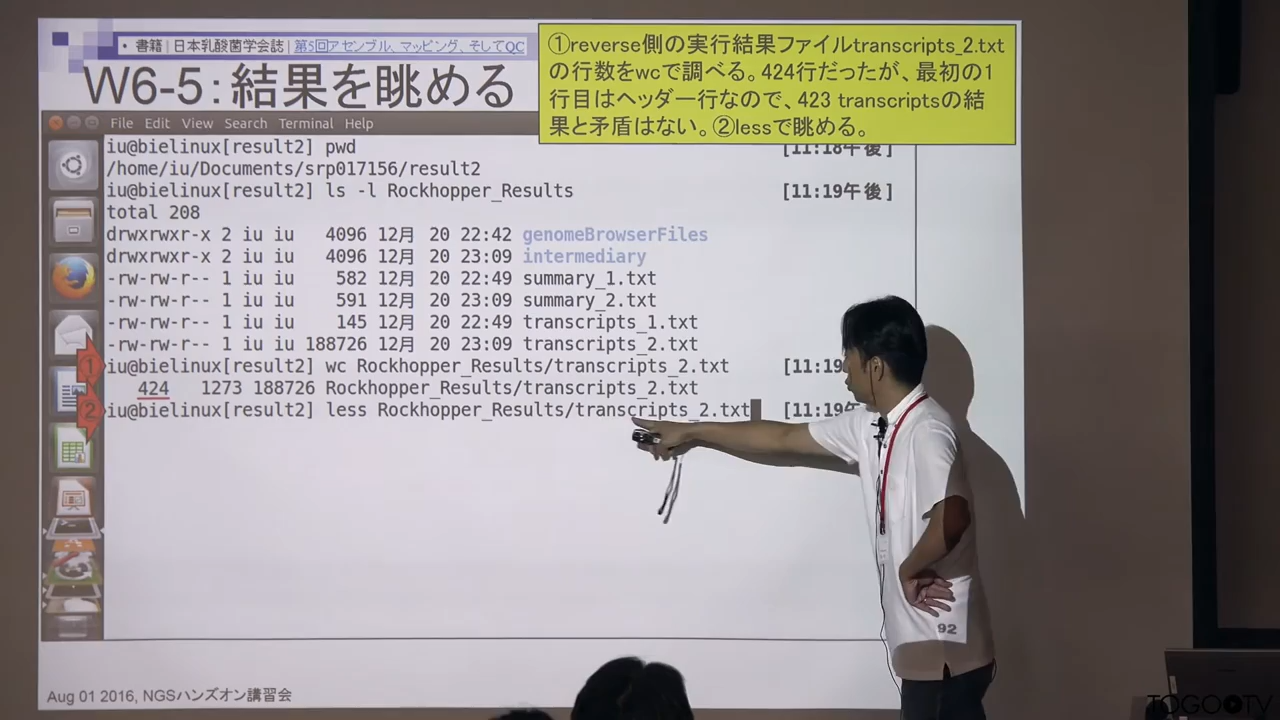 • 書籍 | 日本乳酸菌学会誌 | 第5回アセンブル、マッピング、そしてQC
W6-5：結果を眺める
①reverse側の実行結果ファイルtranscripts_2.txt
の行数をwcで調べる。424行だったが、最初の1
行目はヘッダー行なので、423 transcriptsの結
果と矛盾はない。②lessで眺める。
File Edit View Search Terminal Help
iu@bielinux[result2] pwd [11:18午後]
/home/iu/Documents/srp017156/result2
iu@bielinux[result2] ls -l Rockhopper_Results [11:19午後]
total 208
drwxrwxr-x 2 iu iu 4096 12月 20 22:42 genomeBrowserFiles
drwxrwxr-x 2 iu iu 4096 12月 20 23:09 intermediary
-rw-rw-r-- 1 iu iu 582 12月 20 22:49 summary_1.txt
-rw-rw-r-- 1 iu iu 591 12月 20 23:09 summary_2.txt
-rw-rw-r-- 1 iu iu 145 12月 20 22:49 transcripts_1.txt
-rw-rw-r-- 1 iu iu 188726 12月 20 23:09 transcripts_2.txt
①
iu@bielinux[result2] wc Rockhopper_Results/transcripts_2.txt [11:19
424 1273 188726 Rockhopper_Results/transcripts_2.txt
②
iu@bielinux[result2] less Rockhopper_Results/transcripts_2.txt [11:19午
92
Aug 01 2016, NGSハンズオン講習会
TOGOTV